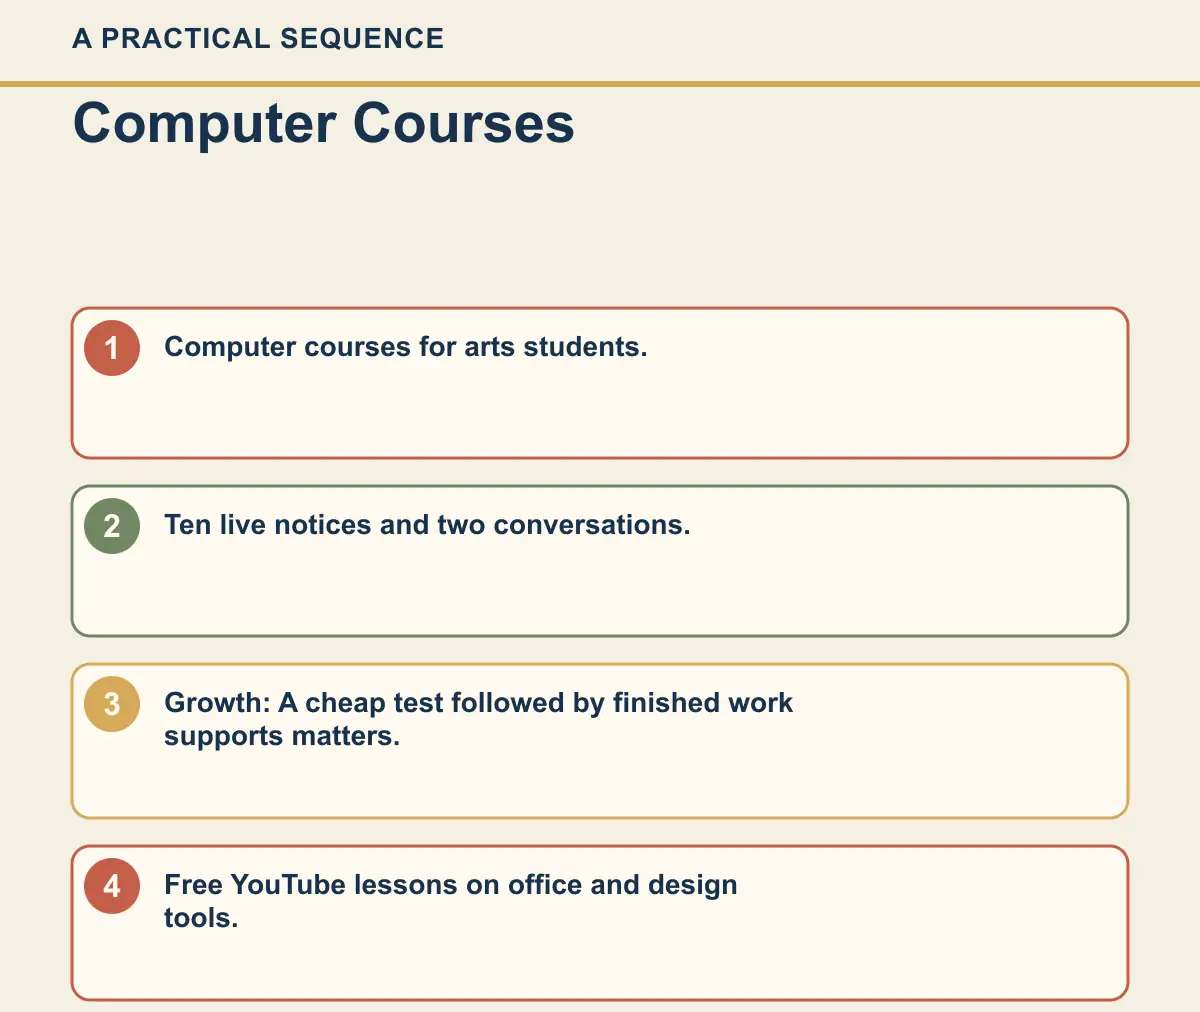 A PRACTICAL SEQUENCE
Computer Courses
1
Computer courses for arts students.
2
Ten live notices and two conversations.
3
Growth: A cheap test followed by finished work
supports matters.
4
Free YouTube lessons on office and design
tools.